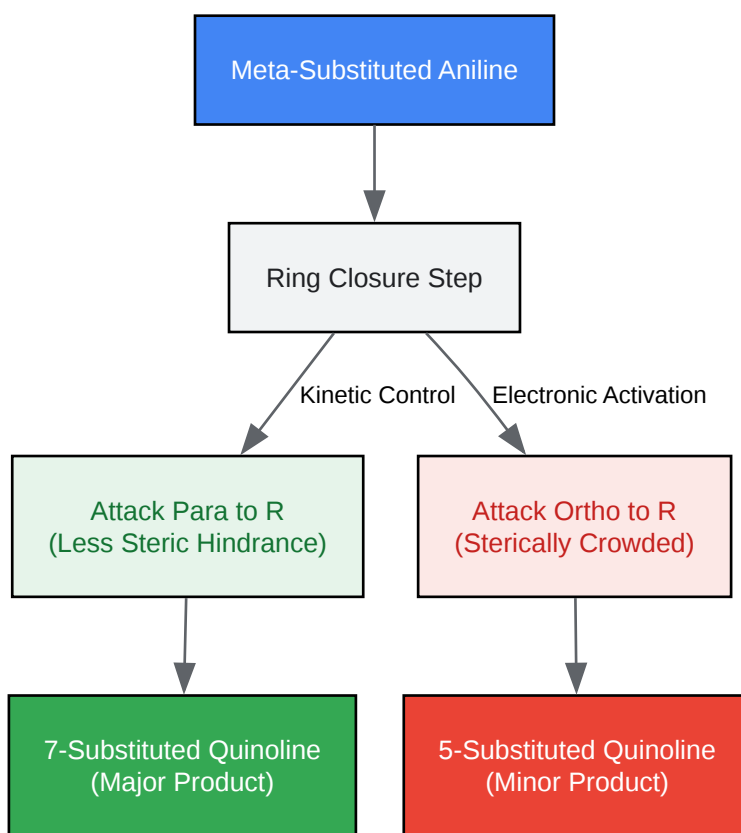 Meta-Substituted Aniline
Ring Closure Step
Kinetic Control
Electronic Activation
Attack Para to R
(Less Steric Hindrance)
Attack Ortho to R
(Sterically Crowded)
7-Substituted Quinoline
(Major Product)
5-Substituted Quinoline
(Minor Product)